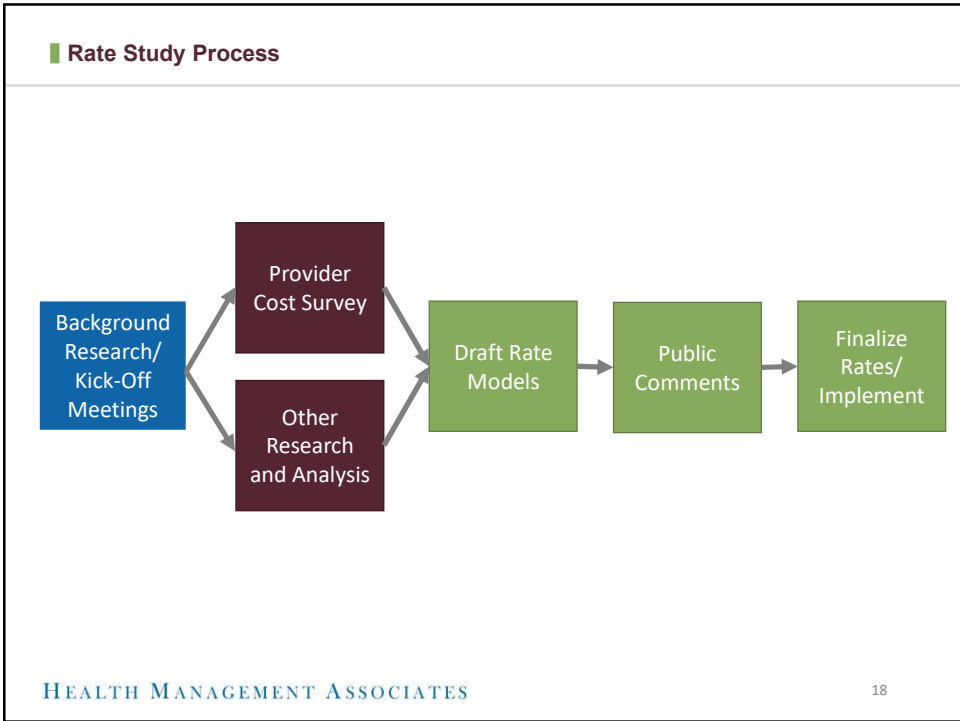 Rate Study Process
Background
Research/
Kick-Off
Meetings
Provider
Cost Survey
Other
Research
and Analysis
Draft Rate
Models
Public
Comments
Finalize
Rates/
Implement
HEALTH MANAGEMENT ASSOCIATES
18